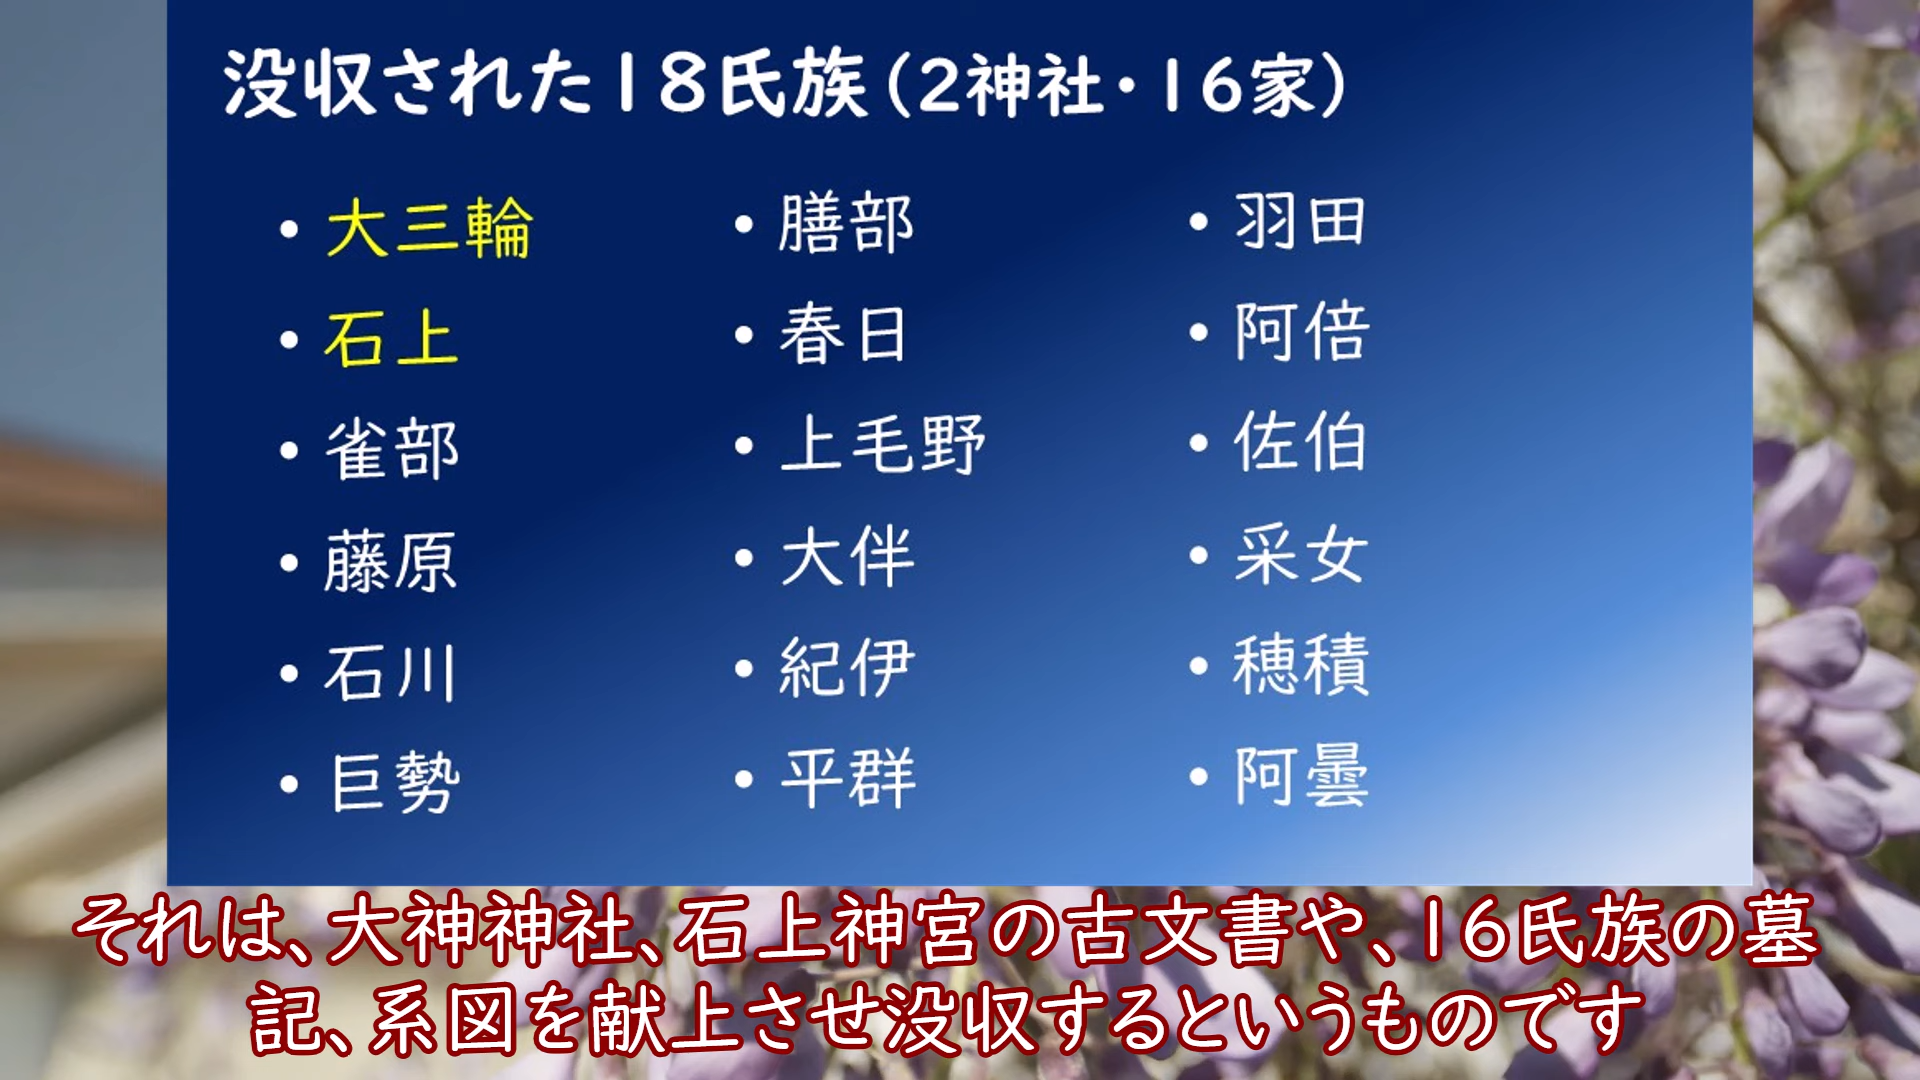 没収された18氏族(2神社・16家)
• 大三輪
• 石上
• 雀部
• 藤原
• 石川
• 巨勢
• 膳部
• 春日
• 上毛野
• 大伴
• 紀伊
• 平群
• 羽田
• 阿倍
• 佐伯
• 采女
• 穂積
• 阿曇
それは、大神神社、石上神宮の古文書や、16氏族の墓
記、系図を献上させ没収するというものです